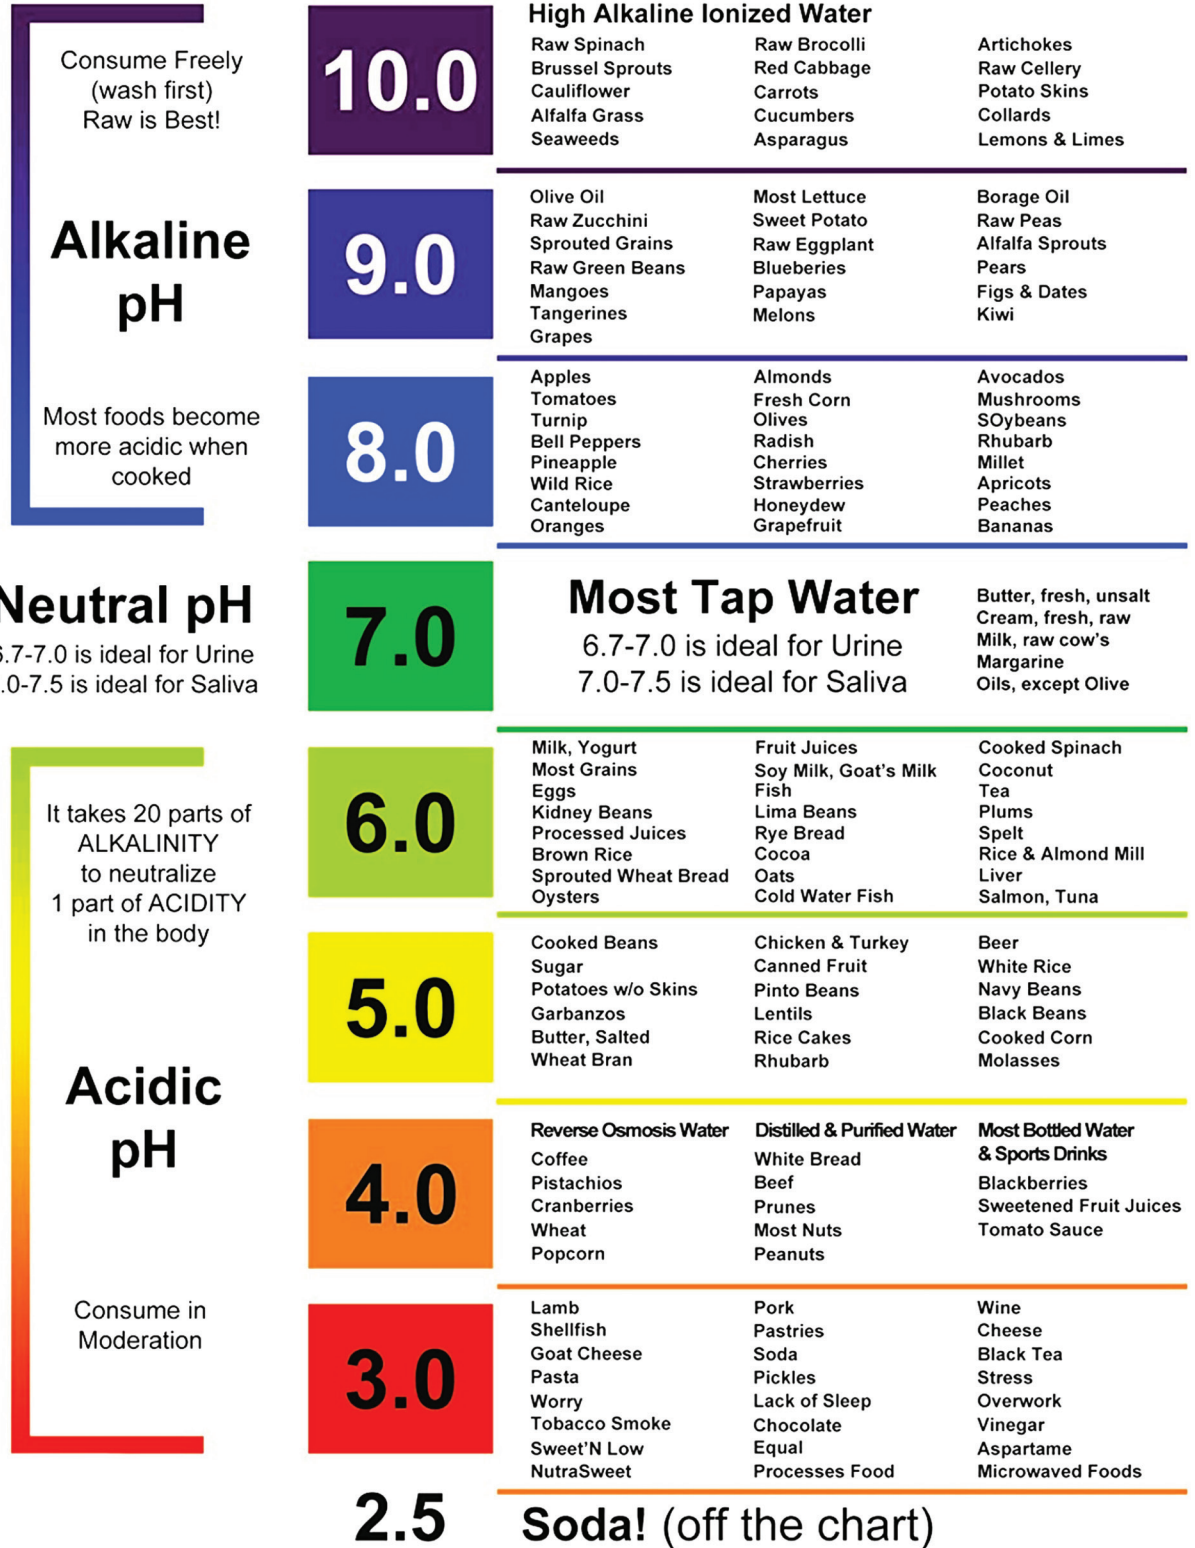 Consume Freely
(wash first)
Raw is Best!
Alkaline
pH
Most foods become
more acidic when
cooked
10.0
High Alkaline Ionized Water
Raw Spinach
Brussel Sprouts
Cauliflower
Alfalfa Grass
Seaweeds
Raw Brocolli
Red Cabbage
Carrots
Cucumbers
Asparagus
Artichokes
Raw Cellery
Potato Skins
Collards
Lemons & Limes
9.0
Olive Oil
Raw Zucchini
Sprouted Grains
Raw Green Beans
Mangoes
Tangerines
Grapes
Most Lettuce
Sweet Potato
Raw Eggplant
Blueberies
Papayas
Melons
Borage Oil
Raw Peas
Alfalfa Sprouts
Pears
Figs & Dates
Kiwi
8.0
Apples
Tomatoes
Turnip
Bell Peppers
Pineapple
Wild Rice
Canteloupe
Oranges
Almonds
Fresh Corn
Olives
Radish
Cherries
Strawberries
Honeydew
Grapefruit
Avocados
Mushrooms
SOybeans
Rhubarb
Millet
Apricots
Peaches
Bananas
Neutral pH
6.7-7.0 is ideal for Urine
.0-7.5 is ideal for Saliva
7.0
Most Tap Water
6.7-7.0 is ideal for Urine
7.0-7.5 is ideal for Saliva
Butter, fresh, unsalt
Cream, fresh, raw
Milk, raw cow's
Margarine
Oils, except Olive
It takes 20 parts of
ALKALINITY
to neutralize
1 part of ACIDITY
in the body
Acidic
pH
Consume in
Moderation
6.0
Milk, Yogurt
Most Grains
Eggs
Kidney Beans
Processed Juices
Brown Rice
Sprouted Wheat Bread
Oysters
Fruit Juices
Soy Milk, Goat's Milk
Fish
Lima Beans
Rye Bread
Cocoa
Oats
Cold Water Fish
Cooked Spinach
Coconut
Tea
Plums
Spelt
Rice & Almond Mill
Liver
Salmon, Tuna
5.0
Cooked Beans
Sugar
Potatoes w/o Skins
Garbanzos
Butter, Salted
Wheat Bran
Chicken & Turkey
Canned Fruit
Pinto Beans
Lentils
Rice Cakes
Rhubarb
Beer
White Rice
Navy Beans
Black Beans
Cooked Corn
Molasses
4.0
Reverse Osmosis Water
Coffee
Pistachios
Cranberries
Wheat
Popcorn
Distilled & Purified Water
White Bread
Beef
Prunes
Most Nuts
Peanuts
Most Bottled Water
& Sports Drinks
Blackberries
Sweetened Fruit Juices
Tomato Sauce
3.0
Lamb
Shellfish
Goat Cheese
Pasta
Worry
Tobacco Smoke
Sweet'N Low
NutraSweet
Pork
Pastries
Soda
Pickles
Lack of Sleep
Chocolate
Equal
Processes Food
Wine
Cheese
Black Tea
Stress
Overwork
Vinegar
Aspartame
Microwaved Foods
2.5
Soda! (off the chart)